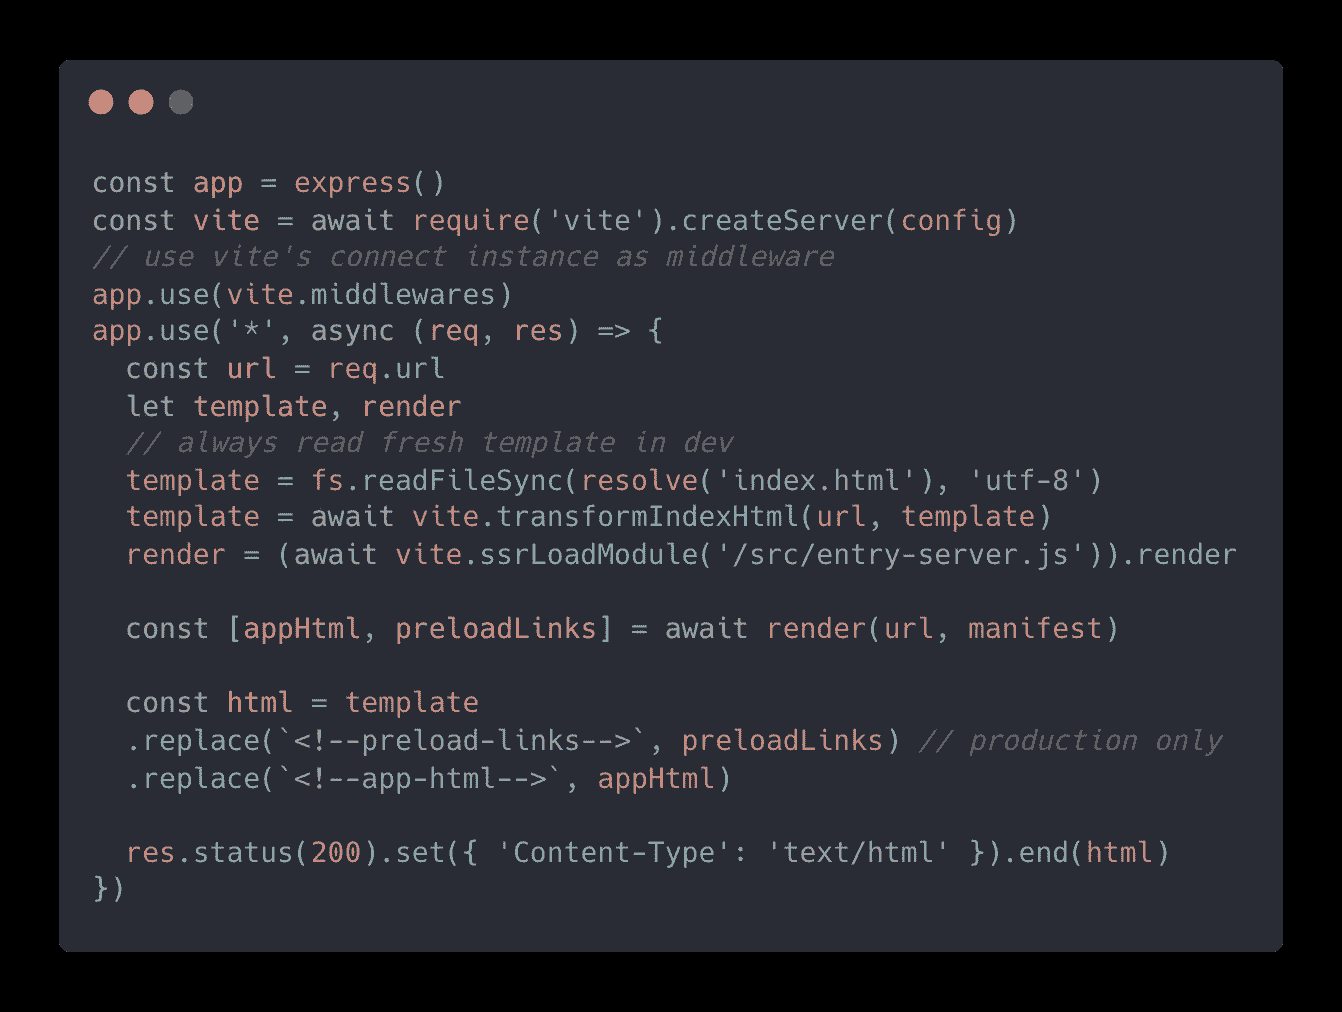 const app = express()
const vite = await require('vite').createServer(config)
// use vite's connect instance as middleware
app.use(vite.middlewares)
app.use('*', async (req, res) => {
  const url = req.url
  let template, render
  // always read fresh template in dev
  template = fs.readFileSync(resolve('index.html'), 'utf-8')
  template = await vite.transformIndexHtml(url, template)
  render = (await vite.ssrLoadModule('/src/entry-server.js')).render

  const [appHtml, preloadLinks] = await render(url, manifest)

  const html = template
  .replace(`<!--preload-links-->`, preloadLinks) // production only
  .replace(`<!--app-html-->`, appHtml)

  res.status(200).set({ 'Content-Type': 'text/html' }).end(html)
})